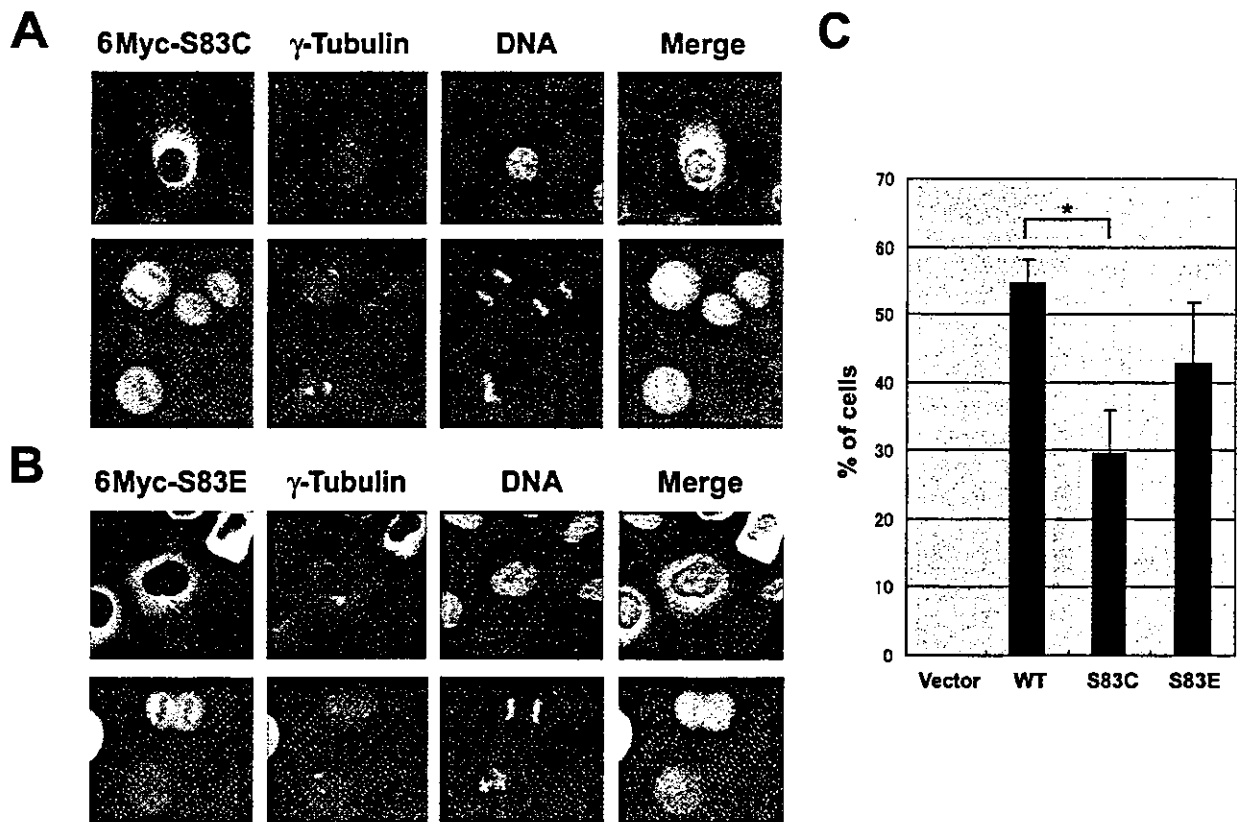 A
6Myc-S83C γ-Tubulin DNA Merge
B
6Myc-S83E γ-Tubulin DNA Merge
C
% of cells
70
60
50
40
30
20
10
0
*
Vector WT S83C S83E